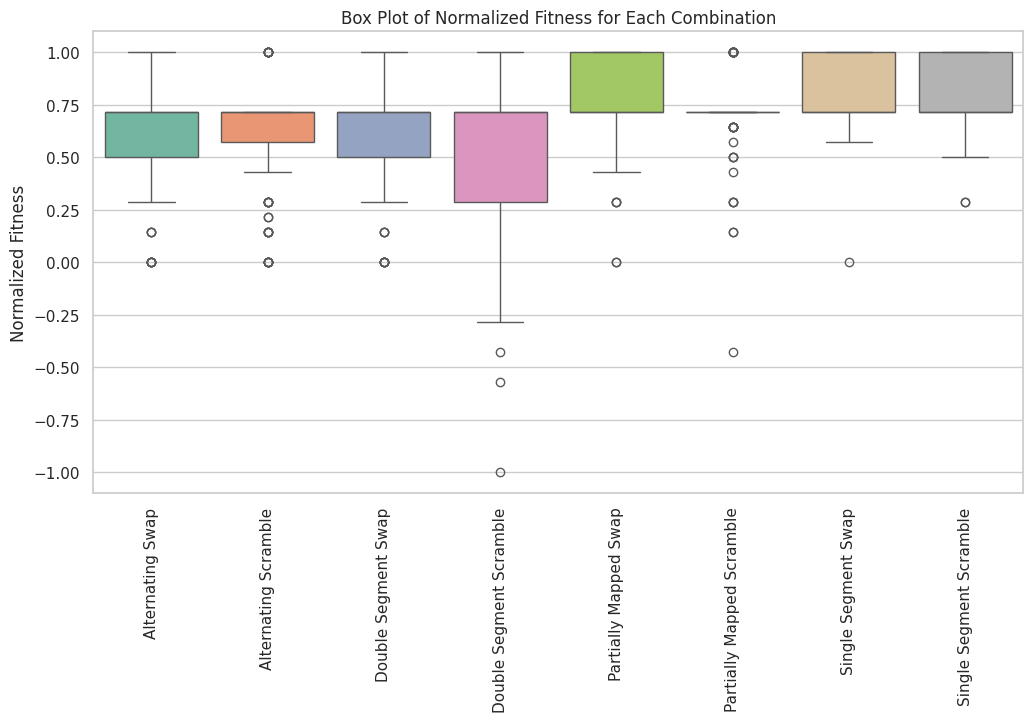 Box Plot of Normalized Fitness for Each Combination
Normalized Fitness
1.00
0.75
0.50
0.25
0.00
−0.25
−0.50
−0.75
−1.00
Alternating Swap
Alternating Scramble
Double Segment Swap
Double Segment Scramble
Partially Mapped Swap
Partially Mapped Scramble
Single Segment Swap
Single Segment Scramble